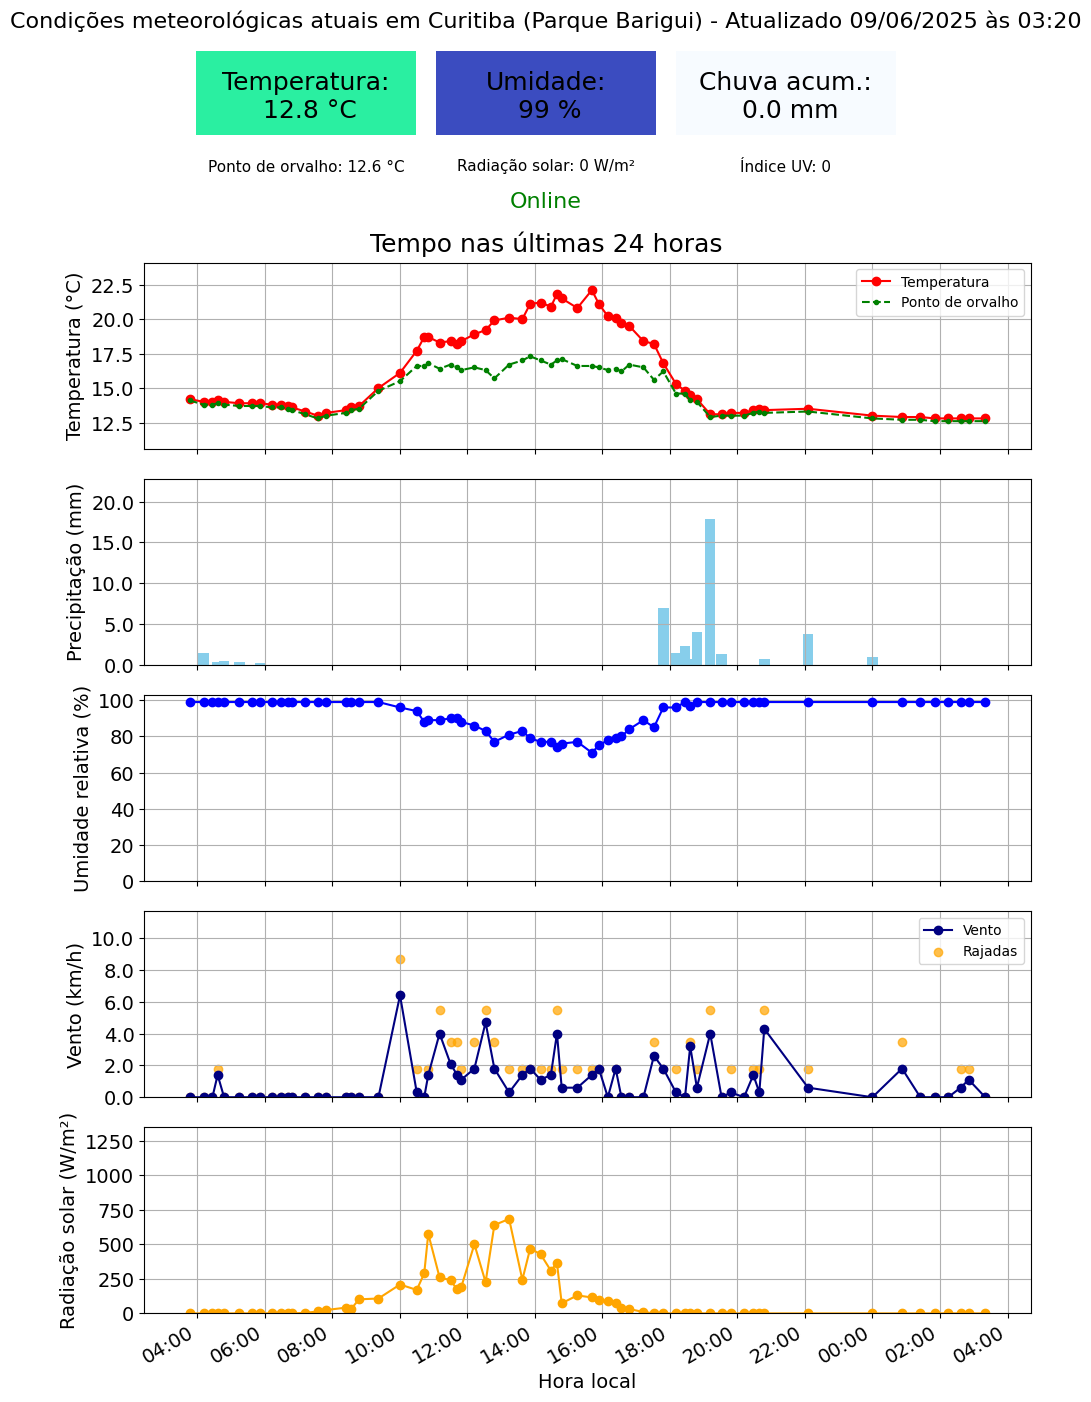 Condições meteorológicas atuais em Curitiba (Parque Barigui) - Atualizado 09/06/2025 às 03:20
Temperatura:
12.8 °C
Umidade:
99 %
Chuva acum.:
0.0 mm
Ponto de orvalho: 12.6 °C
Radiação solar: 0 W/m²
Índice UV: 0
Online
Tempo nas últimas 24 horas
Temperatura (°C)
22.5
20.0
17.5
15.0
12.5
Temperatura
Ponto de orvalho
Precipitação (mm)
20.0
15.0
10.0
5.0
0.0
Umidade relativa (%)
100
80
60
40
20
0
Vento (km/h)
10.0
8.0
6.0
4.0
2.0
0.0
Vento
Rajadas
Radiação solar (W/m²)
1250
1000
750
500
250
0
04:00 06:00 08:00 10:00 12:00 14:00 16:00 18:00 20:00 22:00 00:00 02:00 04:00
Hora local